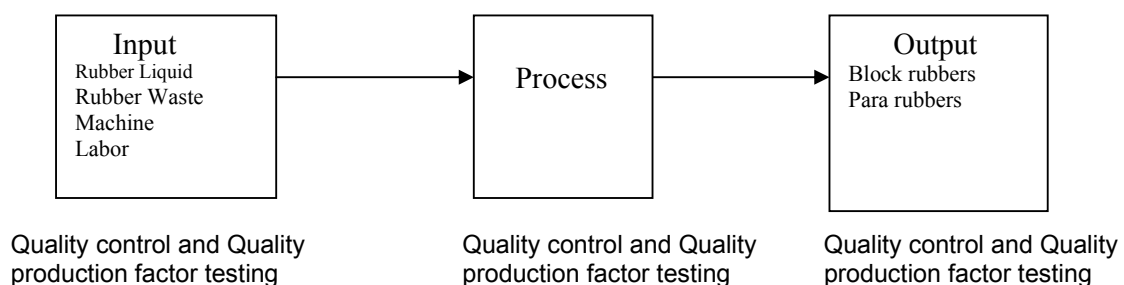 Input
Rubber Liquid
Rubber Waste
Machine
Labor
Process
Output
Block rubbers
Para rubbers
Quality control and Quality
production factor testing
Quality control and Quality
production factor testing
Quality control and Quality
production factor testing